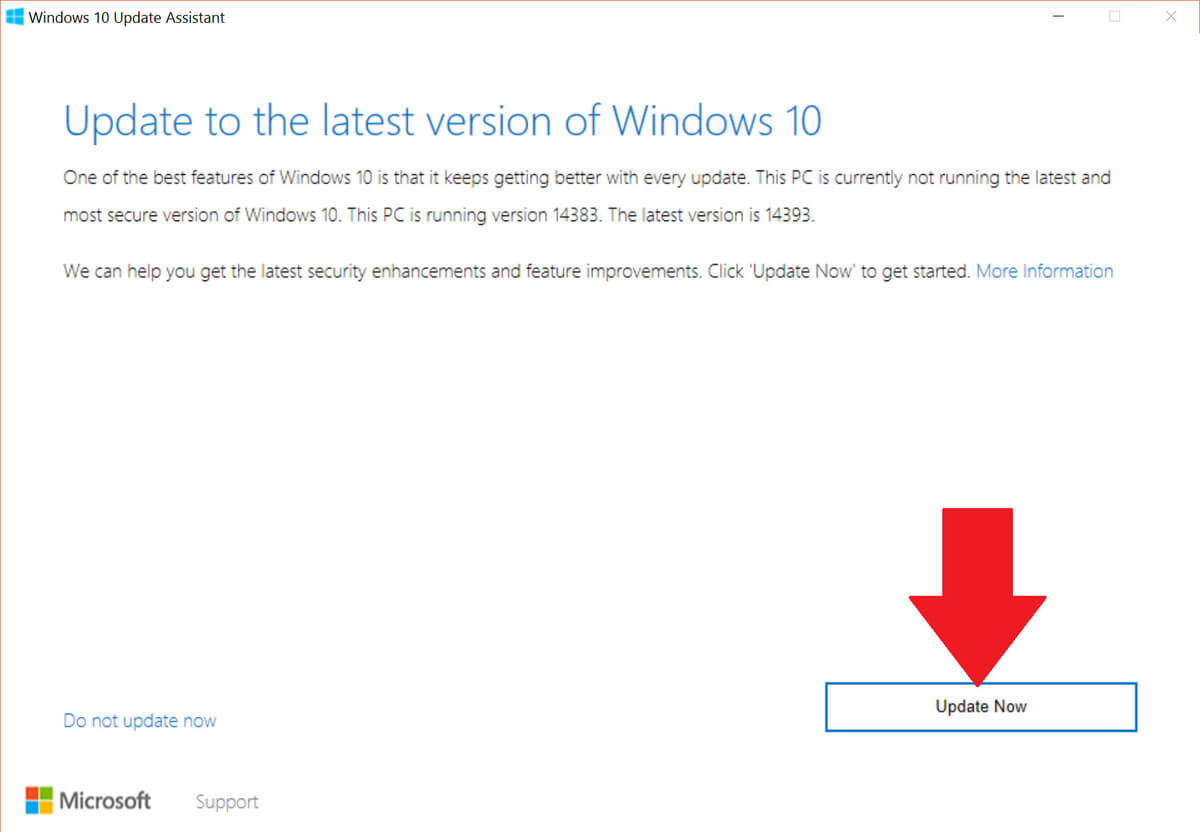 Windows 10 Update Assistant
Update to the latest version of Windows 10
One of the best features of Windows 10 is that it keeps getting better with every update. This PC is currently not running the latest and
most secure version of Windows 10. This PC is running version 14383. The latest version is 14393.
We can help you get the latest security enhancements and feature improvements. Click 'Update Now' to get started. More Information
Update Now
Do not update now
Microsoft
Support